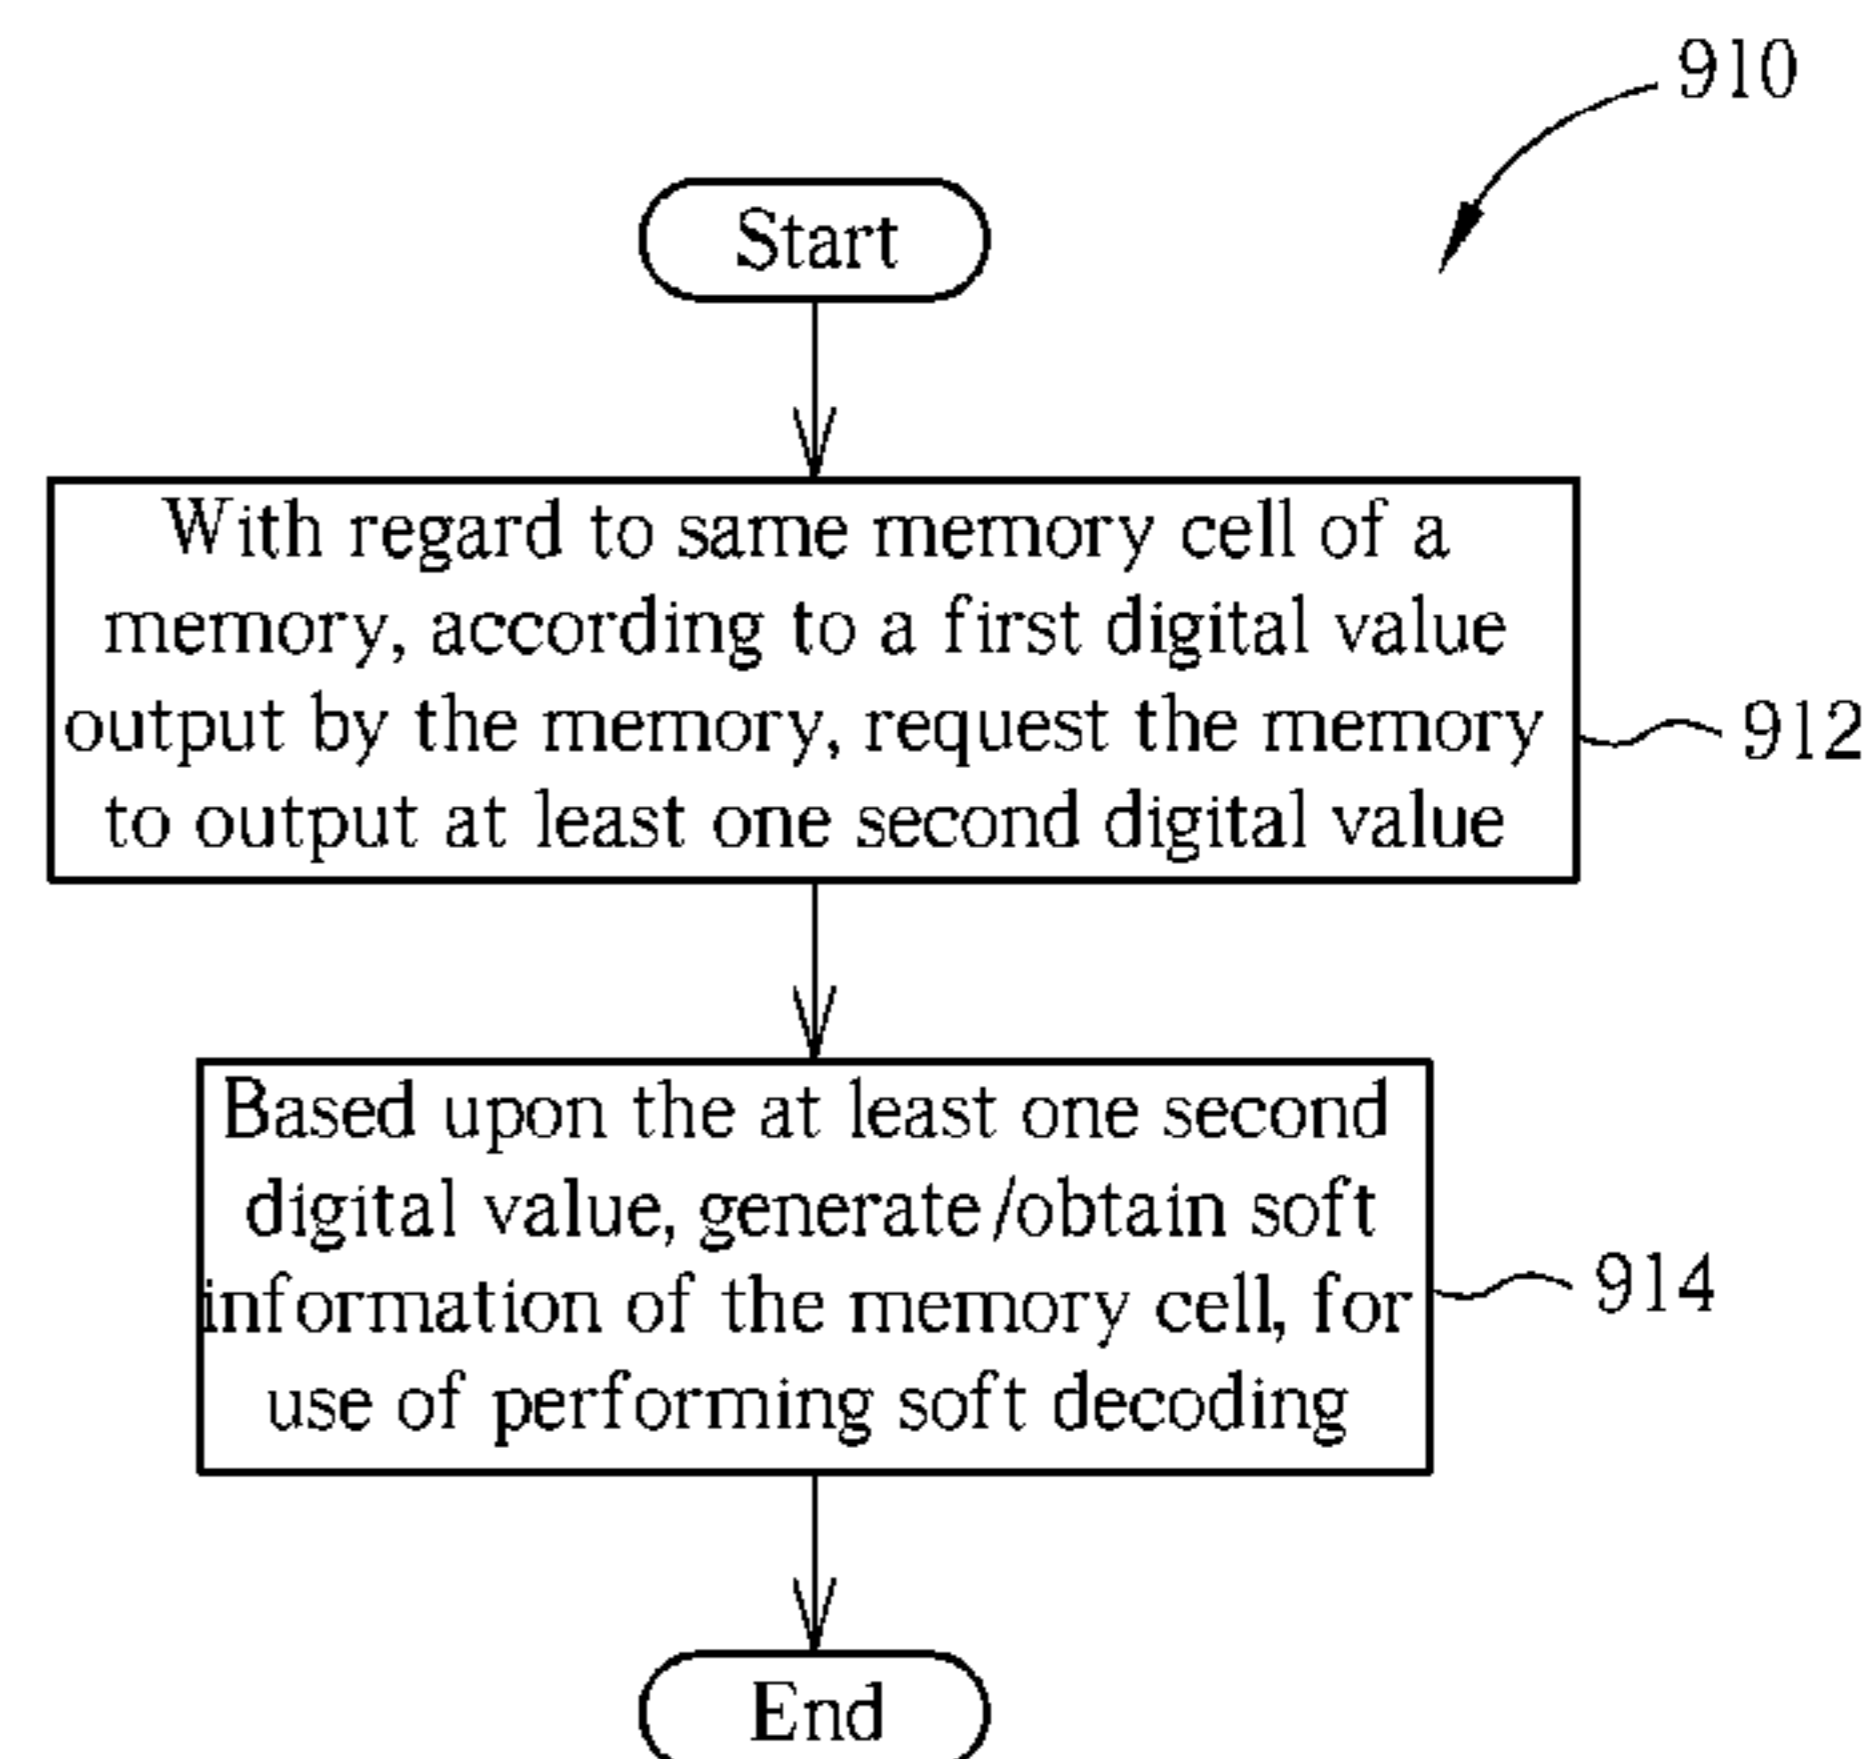 910
Start
With regard to same memory cell of a
memory, according to a first digital value
output by the memory, request the memory
to output at least one second digital value
912
Based upon the at least one second
digital value, generate/obtain soft
information of the memory cell, for
use of performing soft decoding
914
End